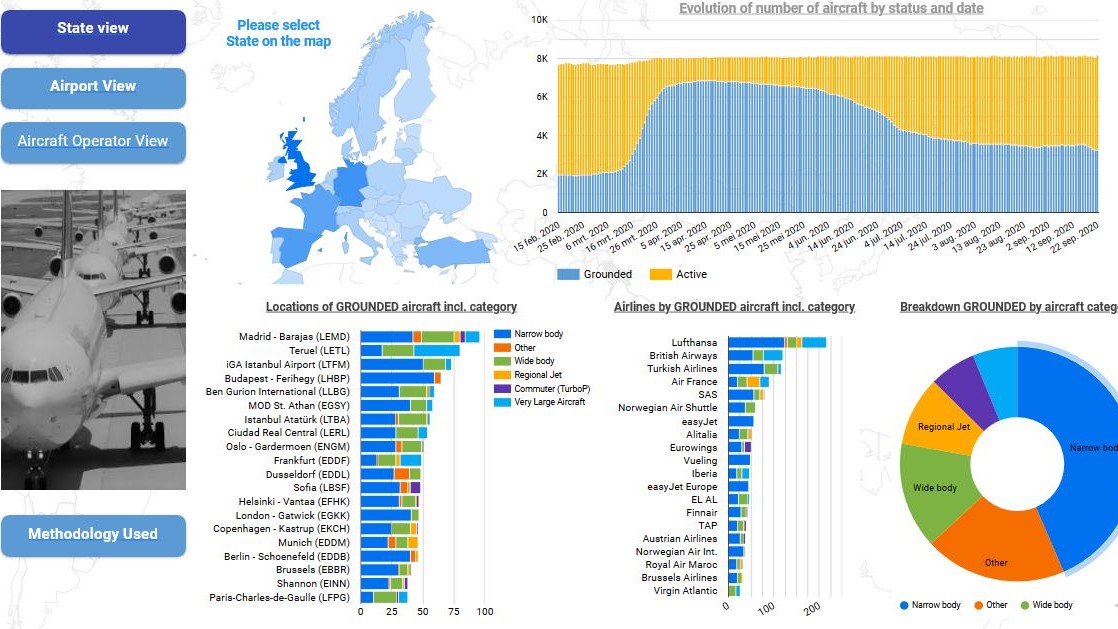 State view
Airport View
Aircraft Operator View
Methodology Used
Please select
State on the map
Evolution of number of aircraft by status and date
10K
8K
6K
4K
2K
0
15 feb. 2020
25 feb. 2020
6 mrt. 2020
16 mrt. 2020
26 mrt. 2020
5 apr. 2020
15 apr. 2020
25 apr. 2020
5 mei 2020
15 mei 2020
25 mei 2020
4 jun. 2020
14 jun. 2020
24 jun. 2020
4 jul. 2020
14 jul. 2020
24 jul. 2020
3 aug. 2020
13 aug. 2020
23 aug. 2020
2 sep. 2020
12 sep. 2020
22 sep. 2020
Grounded
Active
Locations of GROUNDED aircraft incl. category
Madrid - Barajas (LEMD)
Teruel (LETL)
iGA Istanbul Airport (LTFM)
Budapest - Ferihegy (LHBP)
Ben Gurion International (LLBG)
MOD St. Athan (EGSY)
Istanbul Atatürk (LTBA)
Ciudad Real Central (LERL)
Oslo - Gardermoen (ENGM)
Frankfurt (EDDF)
Dusseldorf (EDDL)
Sofia (LBSF)
Helsinki - Vantaa (EFHK)
London - Gatwick (EGKK)
Copenhagen - Kastrup (EKCH)
Munich (EDDM)
Berlin - Schoenefeld (EDDB)
Brussels (EBBR)
Shannon (EINN)
Paris-Charles-de-Gaulle (LFPG)
0
25
50
75
100
Narrow body
Other
Wide body
Regional Jet
Commuter (TurboP)
Very Large Aircraft
Airlines by GROUNDED aircraft incl. category
Lufthansa
British Airways
Turkish Airlines
Air France
SAS
Norwegian Air Shuttle
easyJet
Alitalia
Eurowings
Vueling
Iberia
easyJet Europe
EL AL
Finnair
TAP
Austrian Airlines
Norwegian Air Int.
Royal Air Maroc
Brussels Airlines
Virgin Atlantic
0
100
200
Breakdown GROUNDED by aircraft categ
Regional Jet
Narrow bod
Wide body
Other
Narrow body
Other
Wide body